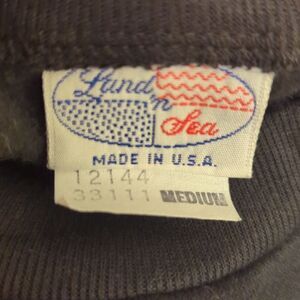 Land
'n
Sea
MADE IN U.S.A.
12144
33111 MEDIUM